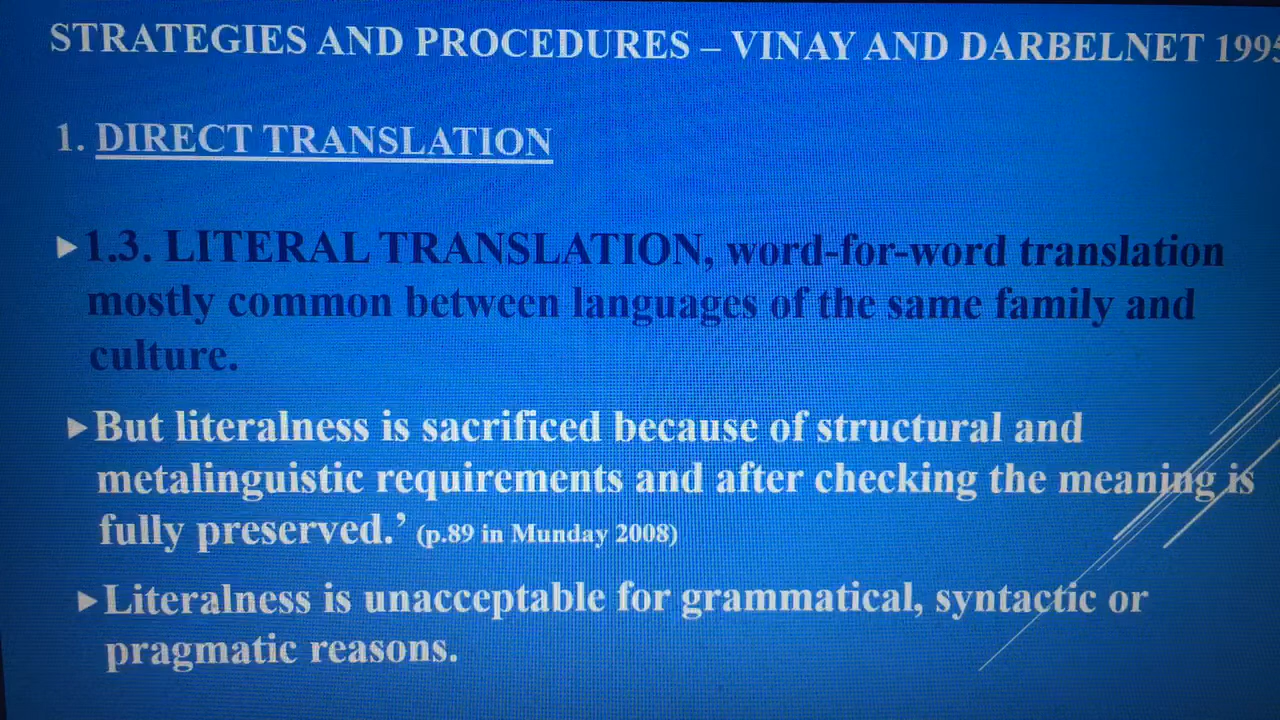 STRATEGIES AND PROCEDURES – VINAY AND DARBELNET 1995
1. DIRECT TRANSLATION
1.3. LITERAL TRANSLATION, word-for-word translation
mostly common between languages of the same family and
culture.
But literalness is sacrificed because of structural and
metalinguistic requirements and after checking the meaning is
fully preserved.’ (p.89 in Munday 2008)
Literalness is unacceptable for grammatical, syntactic or
pragmatic reasons.